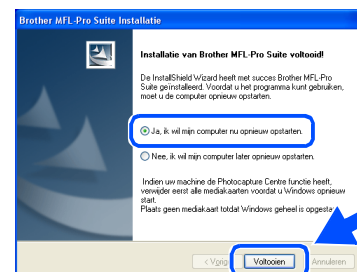 Brother MFL-Pro Suite Installatie
Installatie van Brother MFL-Pro Suite voltooid!
De InstallShield Wizard heeft met succes Brother MFL-Pro
Suite geïnstalleerd. Voordat u het programma kunt gebruiken,
moet u de computer opnieuw opstarten.
Ja, ik wil mijn computer nu opnieuw opstarten.
Nee, ik wil mijn computer later opnieuw opstarten.
Indien uw machine de Photocapture Centre functie heeft,
verwijder eerst alle mediakaarten voordat u Windows opnieuw
start.
Plaats geen mediakaart totdat Windows geheel is
Voltooien
Annuleren